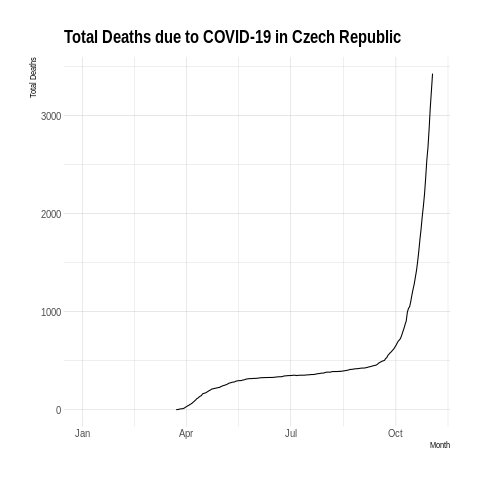 Total Deaths due to COVID-19 in Czech Republic
Total Deaths
3000
2000
1000
0
Jan Apr Jul Oct
Month